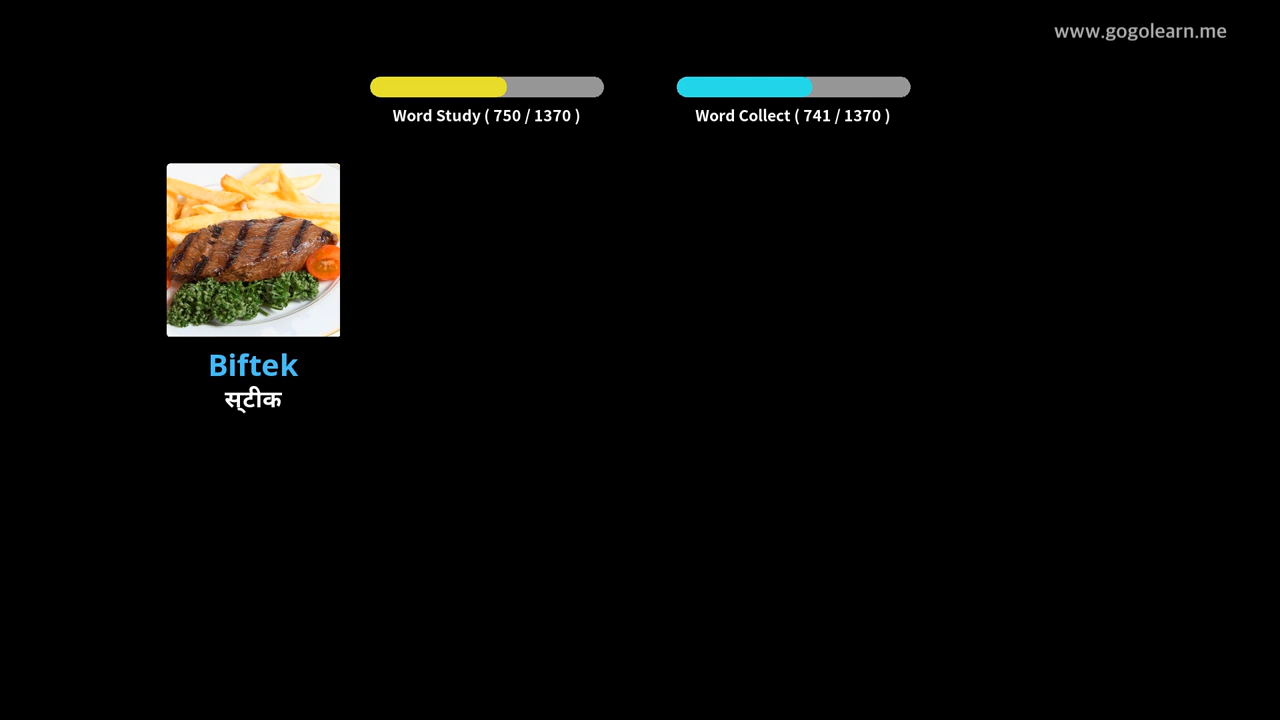 www.gogolearn.me
Word Study ( 750 / 1370 )
Word Collect ( 741 / 1370 )
Biftek
स्टीक